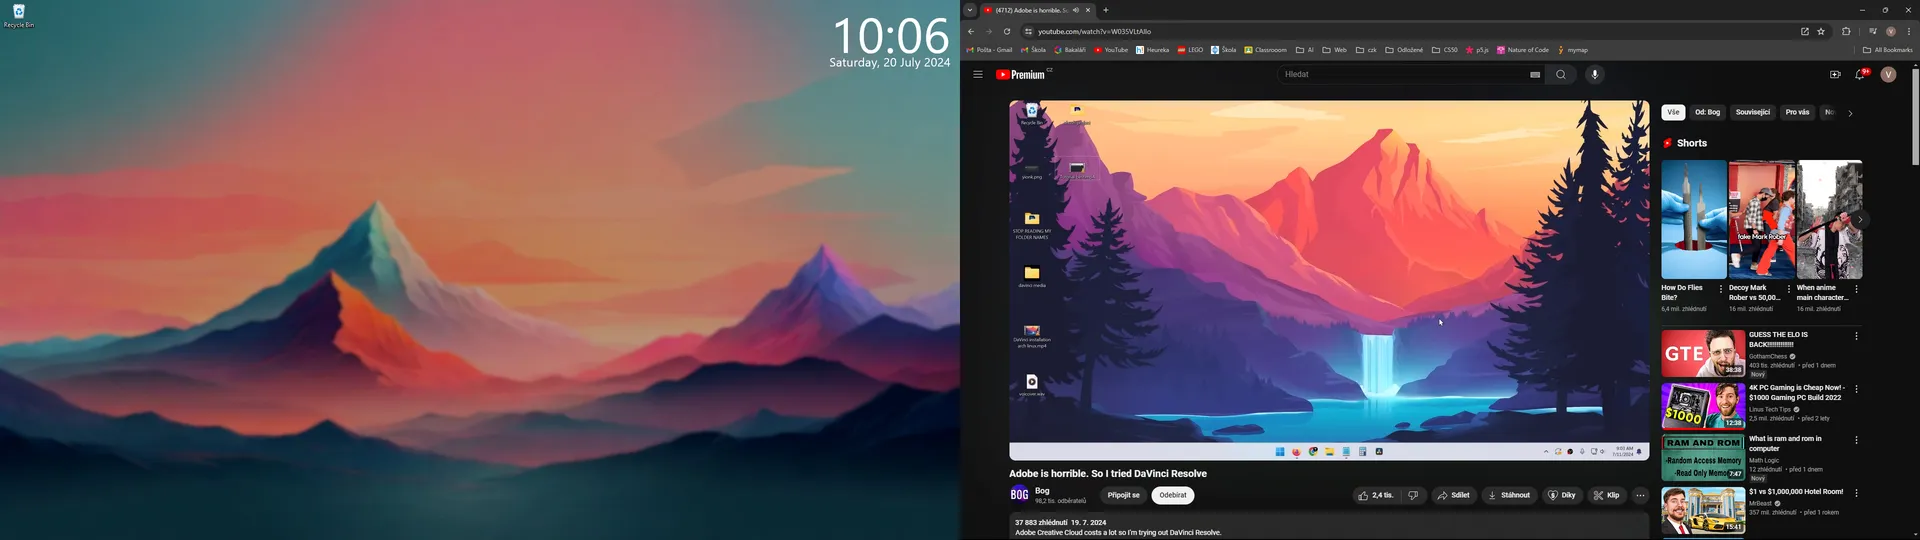 Recycle Bin
10:06
Saturday, 20 July 2024
(4712) Adobe is horrible. S
youtube.com/watch?v=W035VLtAllo
Pošta - Gmail
Škola
Bakaláři
YouTube
Heureka
LEGO
Škola
Classrooom
AI
Web
czk
Odložené
CS50
p5.js
Nature of Code
mymap
All Bookmarks
Premium CZ
Hledat
9+
V
Recycle Bin
STOP READING MY
FOLDER NAMES
davinci media
DaVinci installation
arch linux.mp4
voiceover.wav
9:03 AM
7/11/2024
Adobe is horrible. So I tried DaVinci Resolve
BOG
Bog
98,2 tis. odběratelů
Připojit se
Odebírat
2,4 tis.
Sdílet
Stáhnout
Díky
Klip
37 883 zhlédnutí 19. 7. 2024
Adobe Creative Cloud costs a lot so I'm trying out DaVinci Resolve.
Vše
Od: Bog
Související
Pro vás
Shorts
fake Mark Rober
How Do Flies
Bite?
6,4 mil. zhlédnutí
Decoy Mark
Rober vs 50,00...
16 mil. zhlédnutí
When anime
main character...
16 mil. zhlédnutí
GTE
38:38
GUESS THE ELO IS
BACK!!!!!!!!!!!!!!
GothamChess
403 tis. zhlédnutí • před 1 dnem
Nový
$1000
12:38
4K PC Gaming is Cheap Now! -
$1000 Gaming PC Build 2022
Linus Tech Tips
2,5 mil. zhlédnutí • před 2 lety
RAM AND ROM
-Random Access Memory
-Read Only Memo
7:47
What is ram and rom in
computer
Math Logic
12 zhlédnutí • před 1 dnem
Nový
15:41
$1 vs $1,000,000 Hotel Room!
MrBeast
357 mil. zhlédnutí • před 1 rokem